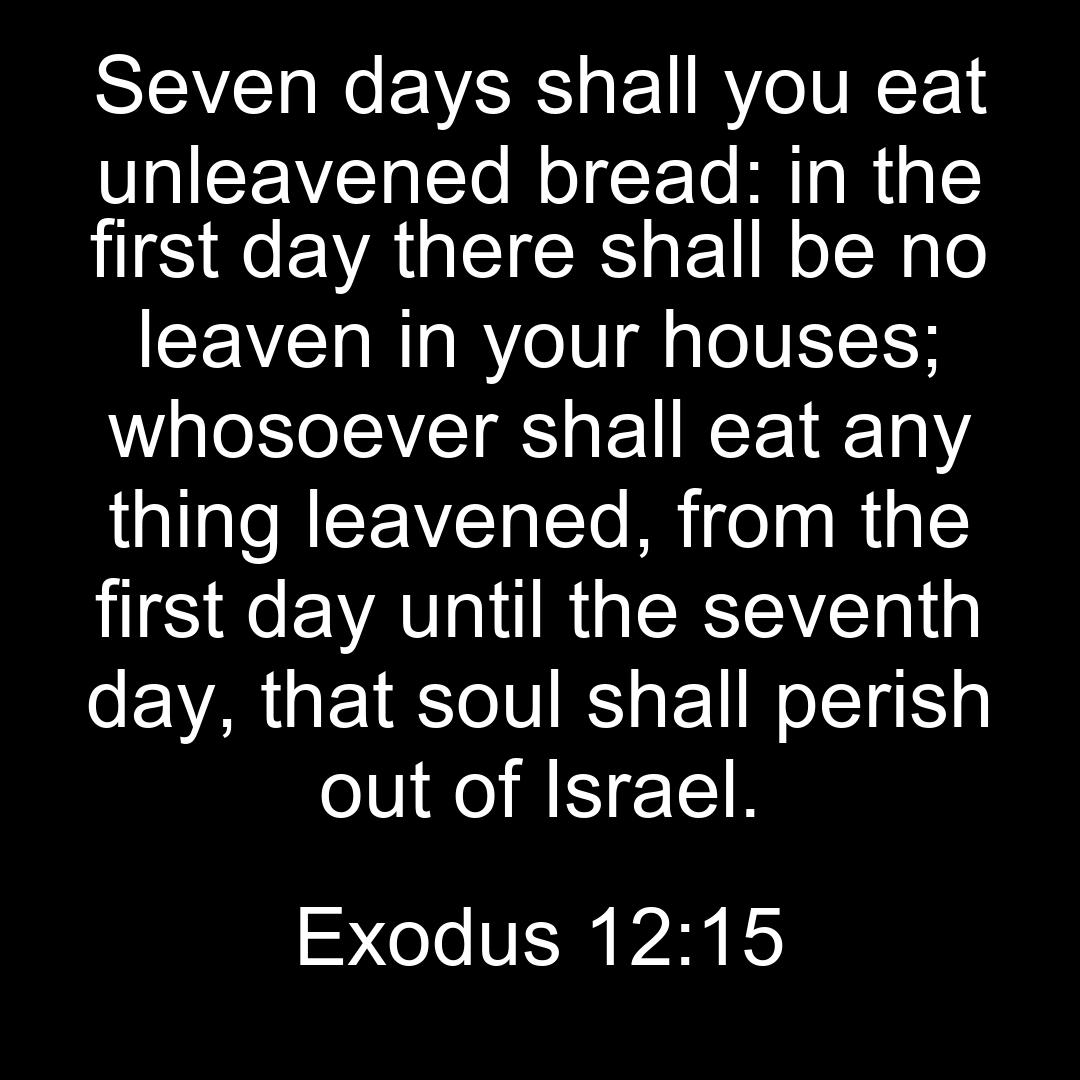 Seven days shall you eat
unleavened bread: in the
first day there shall be no
leaven in your houses;
whosoever shall eat any
thing leavened, from the
first day until the seventh
day, that soul shall perish
out of Israel.
Exodus 12:15